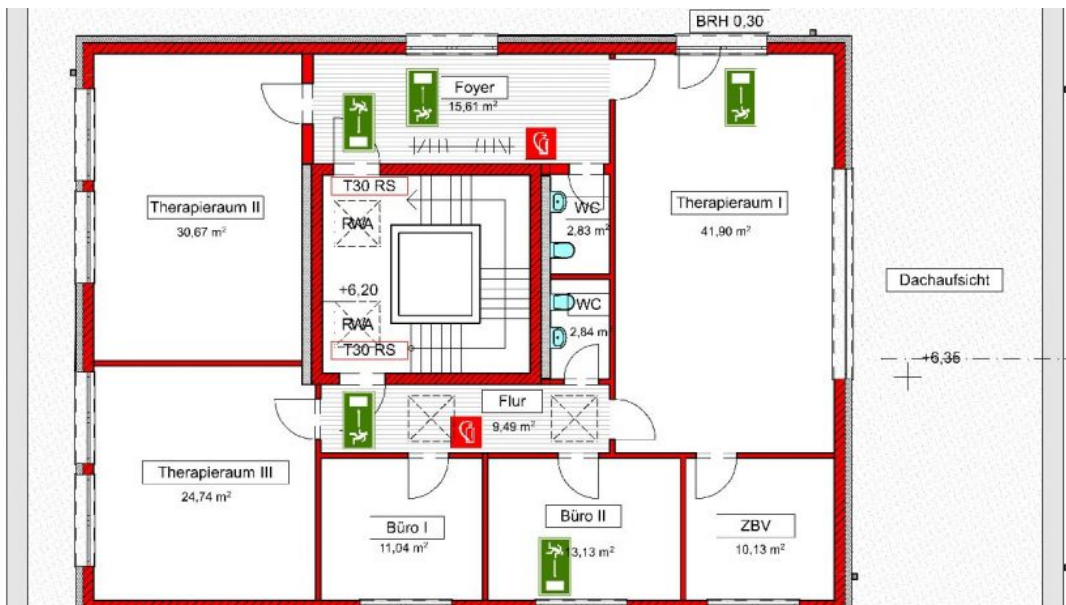 BRH 0,30
Foyer
15,61 m²
T30 RS
Therapieraum II
30,67 m²
RWA
WC
2,83 m²
Therapieraum I
41,90 m²
+6,20
Dachaufsicht
RWA
WC
2,84 m
T30 RS
+6,35
Flur
9,49 m²
Therapieraum III
24,74 m²
Büro I
11,04 m²
Büro II
13,13 m²
ZBV
10,13 m²